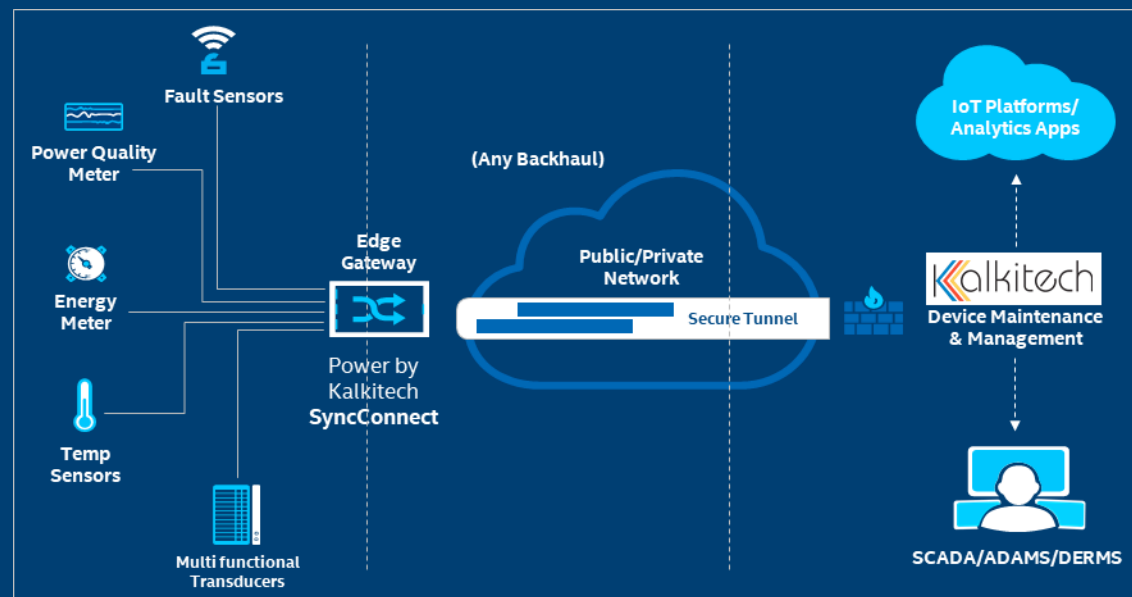 Fault Sensors
Power Quality
Meter
Energy
Meter
Temp
Sensors
Multi functional
Transducers
Edge
Gateway
Power by
Kalkitech
SyncConnect
(Any Backhaul)
Public/Private
Network
Secure Tunnel
IoT Platforms/
Analytics Apps
Kalkitech
Device Maintenance
& Management
SCADA/ADAMS/DERMS